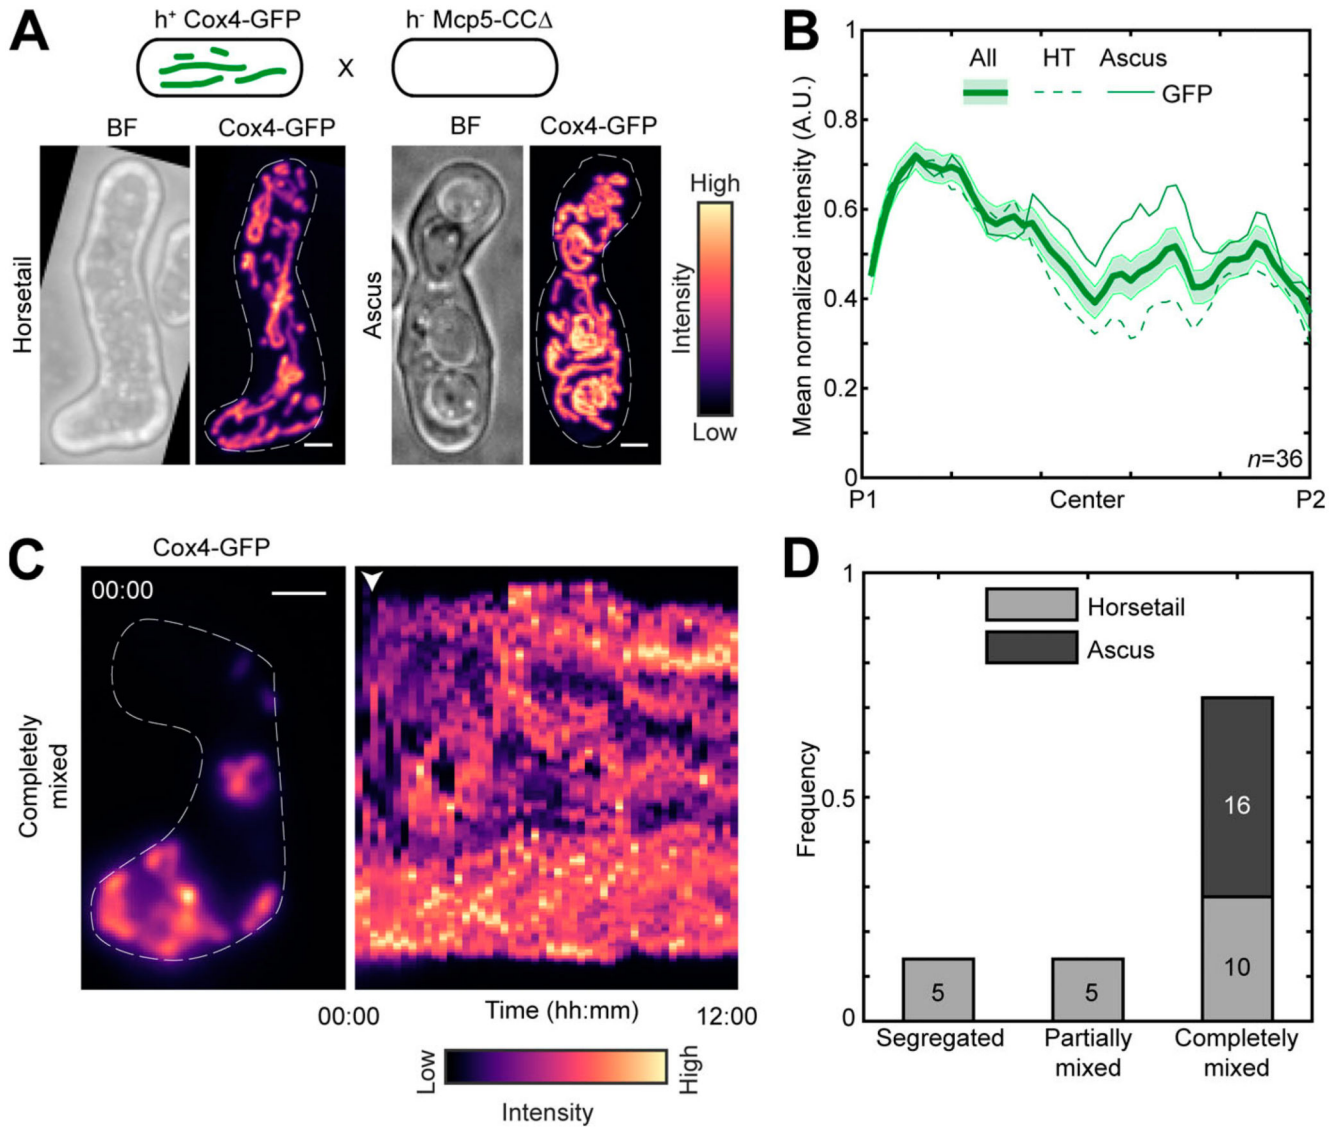 A
h⁺ Cox4-GFP
X
h⁻ Mcp5-CCΔ
BF
Cox4-GFP
BF
Cox4-GFP
Horsetail
Ascus
High
Intensity
Low
B
All
HT
Ascus
GFP
Mean normalized intensity (A.U.)
1
0.8
0.6
0.4
0.2
0
n=36
P1
Center
P2
C
Cox4-GFP
00:00
Completely
mixed
00:00
Time (hh:mm)
12:00
Low
High
Intensity
D
Horsetail
Ascus
Frequency
1
0.5
0
5
5
16
10
Segregated
Partially
mixed
Completely
mixed